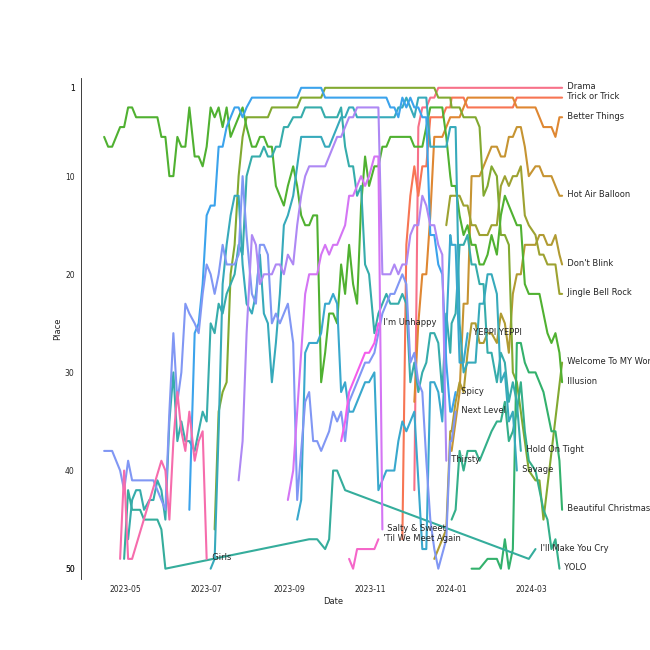 1
Drama
Trick or Trick
Better Things
10
Hot Air Balloon
Don't Blink
20
Jingle Bell Rock
I'm Unhappy
YEPPI YEPPI
Place
30
Welcome To MY Wor
Illusion
Spicy
Next Level
Hold On Tight
Thirsty
40
Savage
Beautiful Christmas
Salty & Sweet
'Til We Meet Again
I'll Make You Cry
Girls
50
YOLO
2023-05
2023-07
2023-09
2023-11
2024-01
2024-03
Date